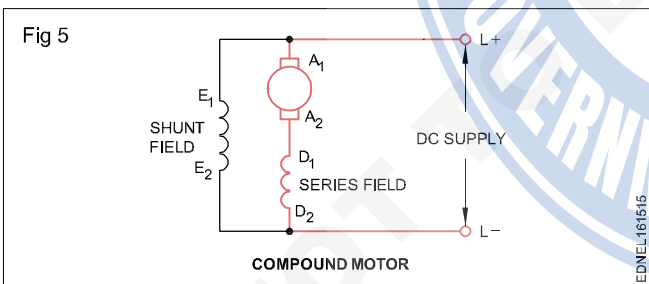 Fig 5
L+
A1
E1
A2
SHUNT
FIELD
DC SUPPLY
E2
D1
SERIES FIELD
D2
L−
COMPOUND MOTOR
EDNEL161515